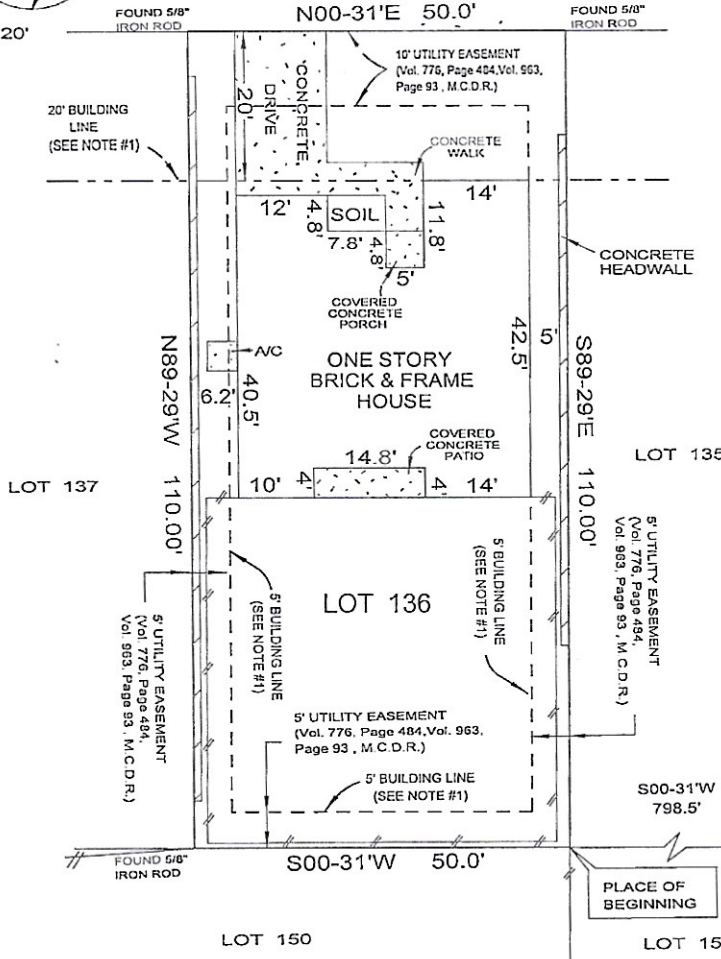 FOUND 5/8"
IRON ROD
N00-31'E 50.0'
FOUND 5/8"
IRON ROD
20'
10' UTILITY EASEMENT
(Vol. 776, Page 484,Vol. 963,
Page 93 , M.C.D.R.)
CONCRETE
DRIVE
20'
20' BUILDING
LINE
(SEE NOTE #1)
CONCRETE
WALK
12'
4.8'
SOIL
11.8'
14'
7.8'
4.8'
5'
CONCRETE
HEADWALL
COVERED
CONCRETE
PORCH
A/C
6.2'
40.5'
42.5'
5'
ONE STORY
BRICK & FRAME
HOUSE
N89-29'W 110.00'
S89-29'E 110.00'
COVERED
CONCRETE
PATIO
14.8'
10'
4-
4-
14'
LOT 137
LOT 135
5' UTILITY EASEMENT
(Vol. 776, Page 484,
Vol. 963, Page 93 , M.C.D.R.)
5' BUILDING LINE
(SEE NOTE #1)
LOT 136
5' BUILDING LINE
(SEE NOTE #1)
5' UTILITY EASEMENT
(Vol. 776, Page 484,
Vol. 963, Page 93 , M.C.D.R.)
5' UTILITY EASEMENT
(Vol. 776, Page 484,Vol. 963,
Page 93 , M.C.D.R.)
5' BUILDING LINE
(SEE NOTE #1)
S00-31'W
798.5'
FOUND 5/8"
IRON ROD
S00-31'W 50.0'
PLACE OF
BEGINNING
LOT 150
LOT 15